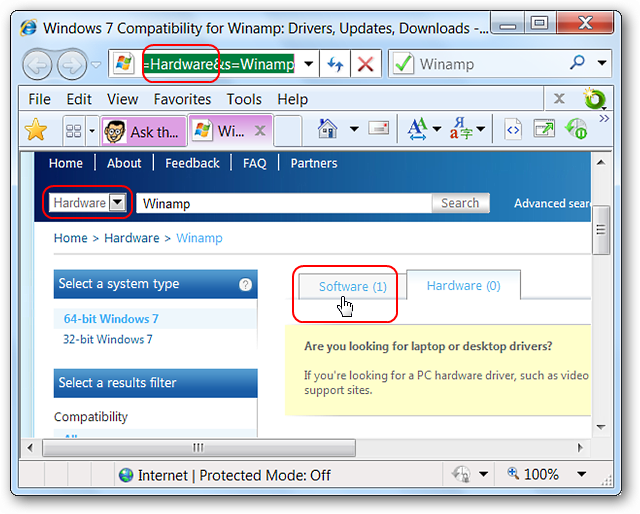 Windows 7 Compatibility for Winamp: Drivers, Updates, Downloads -...
=Hardware&s=Winamp
Winamp
File Edit View Favorites Tools Help
Ask th...
Wi...
Я
字
Home | About | Feedback | FAQ | Partners
Hardware
Winamp
Search
Advanced sear
Home > Hardware > Winamp
Select a system type
?
64-bit Windows 7
32-bit Windows 7
Select a results filter
Compatibility
Software (1)
Hardware (0)
Are you looking for laptop or desktop drivers?
If you're looking for a PC hardware driver, such as video
support sites.
Internet | Protected Mode: Off
100%